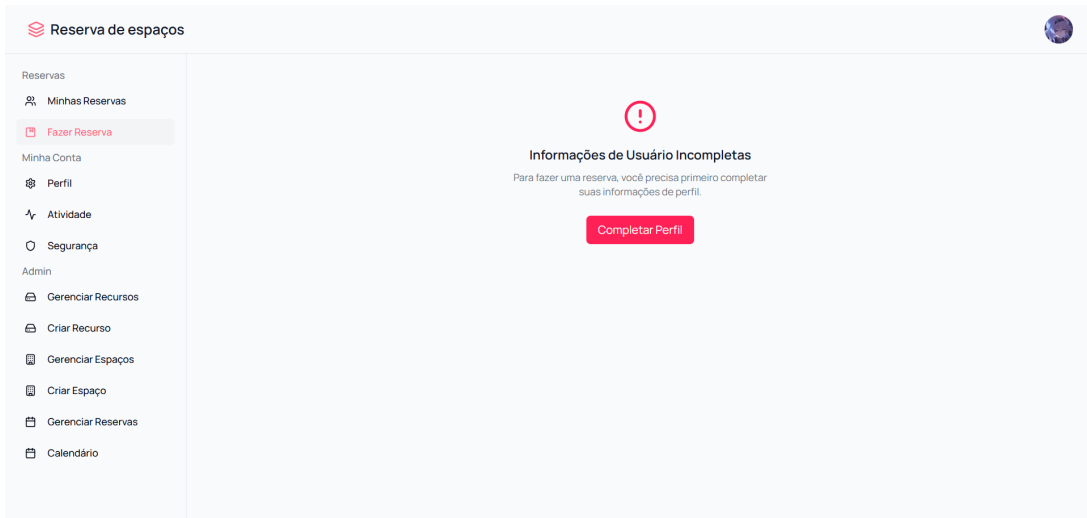 Reserva de espaços
Reservas
Minhas Reservas
Fazer Reserva
Minha Conta
Perfil
Atividade
Segurança
Admin
Gerenciar Recursos
Criar Recurso
Gerenciar Espaços
Criar Espaço
Gerenciar Reservas
Calendário
Informações de Usuário Incompletas
Para fazer uma reserva, você precisa primeiro completar
suas informações de perfil.
Completar Perfil